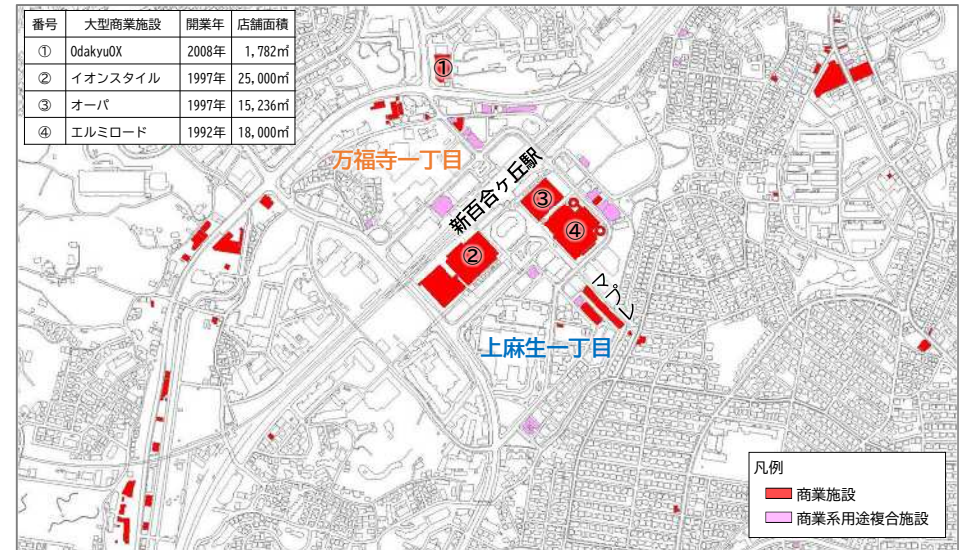 番号 大型商業施設 開業年 店舗面積
① OdakyuOX 2008年 1,782㎡
② イオンスタイル 1997年 25,000㎡
③ オーパ 1997年 15,236㎡
④ エルミロード 1992年 18,000㎡
①
万福寺一丁目
新百合ヶ丘駅
③
④
②
マプレ
上麻生一丁目
凡例
商業施設
商業系用途複合施設